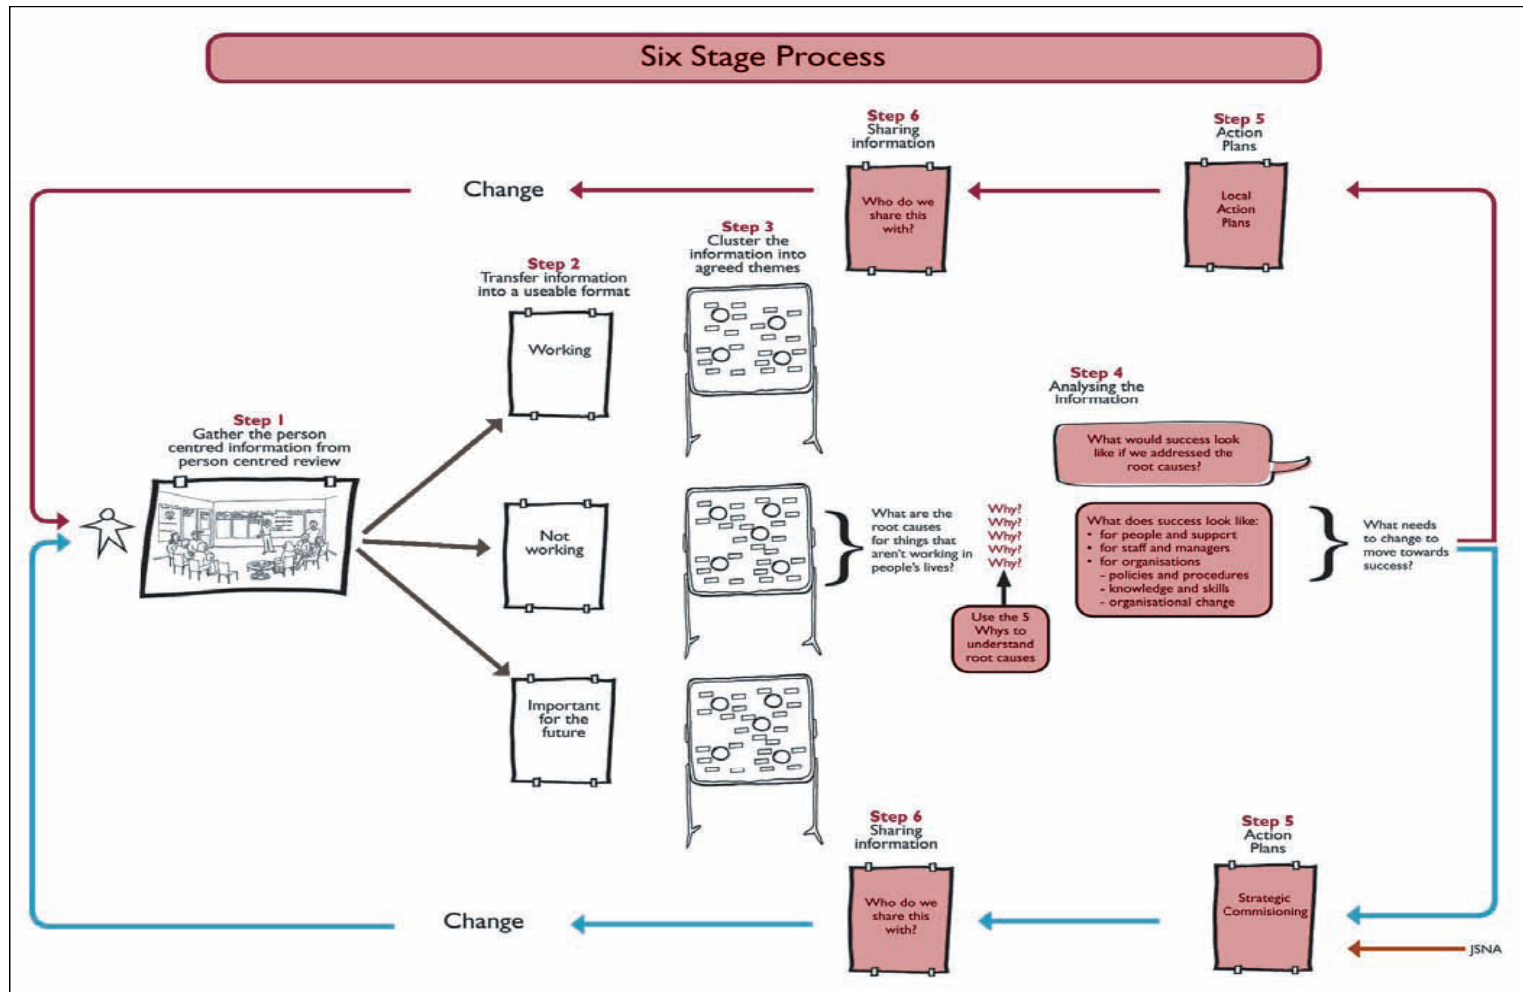 Six Stage Process
Step 6
Sharing
information
Who do we
share this
with?
Step 5
Action
Plans
Local
Action
Plans
Change
Step 1
Gather the person
centred information from
person centred review
Step 2
Transfer information
into a useable format
Working
Not
working
Important
for the
future
Step 3
Cluster the
information into
agreed themes
What are the
root causes
for things that
aren't working in
people's lives?
Why?
Why?
Why?
Why?
Why?
Use the 5
Whys to
understand
root causes
Step 4
Analysing the
information
What would success look
like if we addressed the
root causes?
What does success look like:
• for people and support
• for staff and managers
• for organisations
- policies and procedures
- knowledge and skills
- organisational change
What needs
to change to
move towards
success?
Step 6
Sharing
information
Who do we
share this
with?
Step 5
Action
Plans
Strategic
Commisioning
Change
JSNA